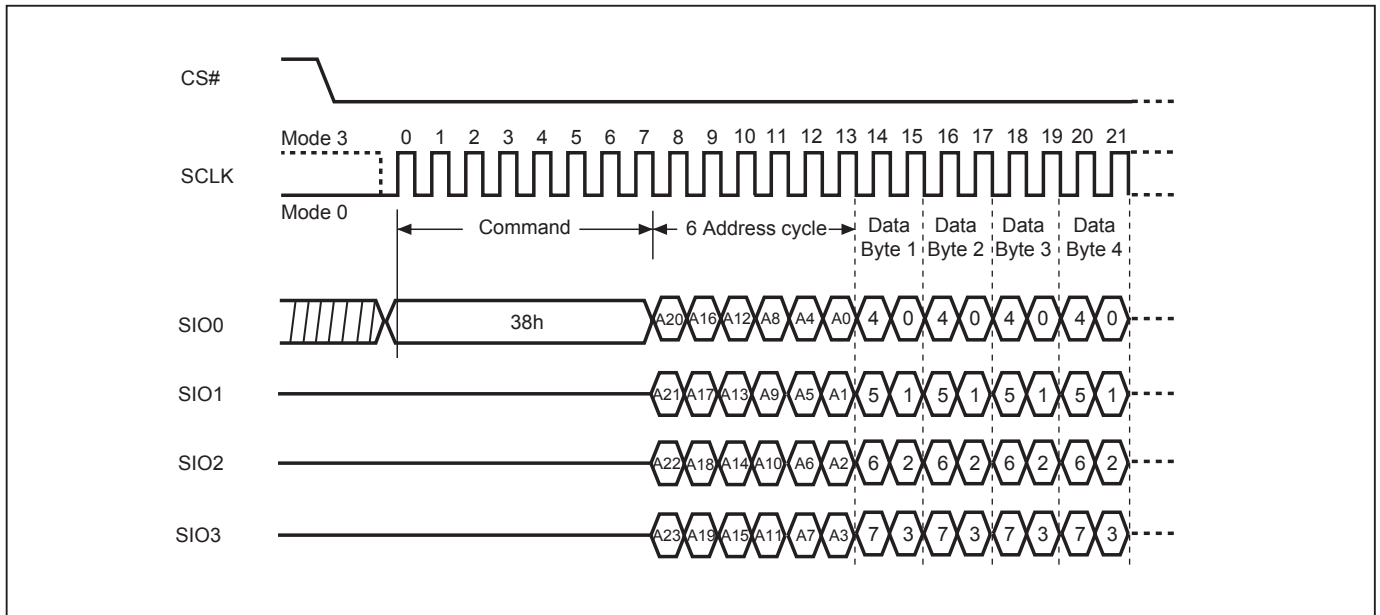 CS#
Mode 3
0 1 2 3 4 5 6 7 8 9 10 11 12 13 14 15 16 17 18 19 20 21
SCLK
Mode 0
Command
6 Address cycle
Data Byte 1
Data Byte 2
Data Byte 3
Data Byte 4
SIO0
38h
A20 A16 A12 A8 A4 A0 4 0 4 0 4 0 4 0
SIO1
A21 A17 A13 A9 A5 A1 5 1 5 1 5 1 5 1
SIO2
A22 A18 A14 A10 A6 A2 6 2 6 2 6 2 6 2
SIO3
A23 A19 A15 A11 A7 A3 7 3 7 3 7 3 7 3